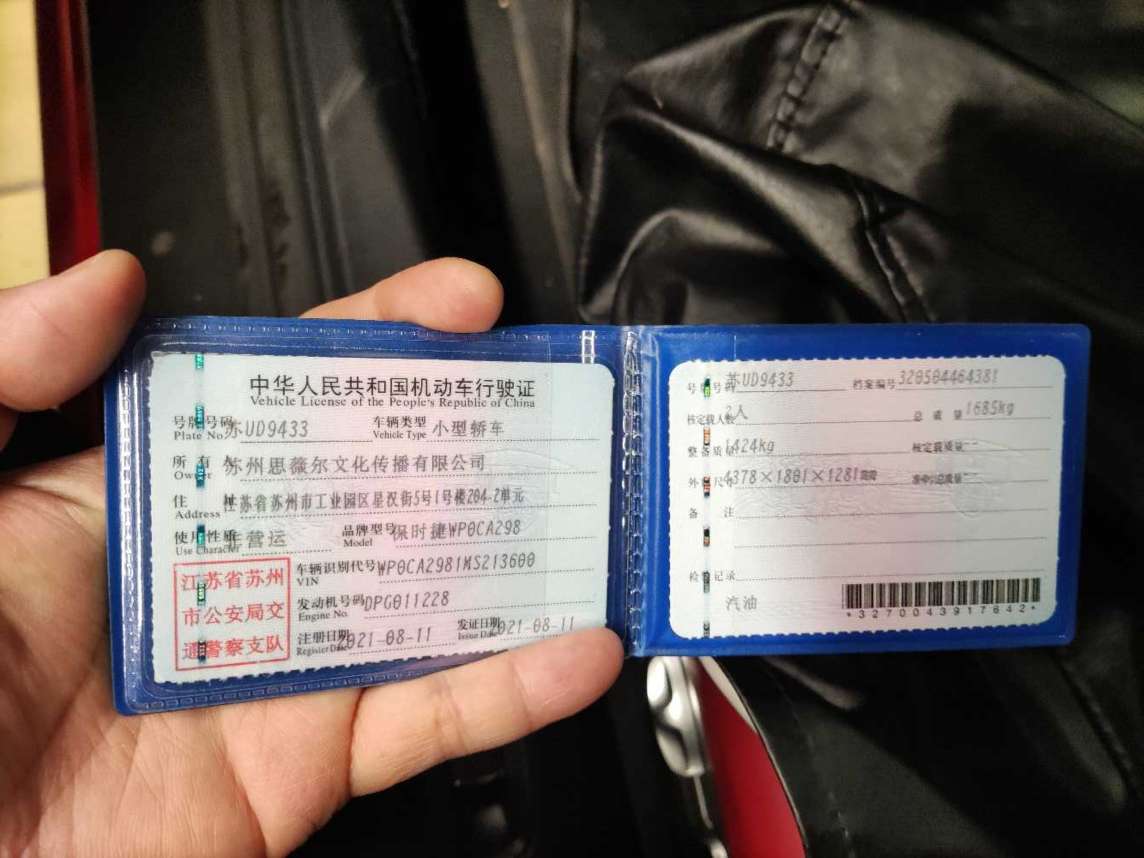 中华人民共和国机动车行驶证
Vehicle License of the People's Republic of China
号牌号码 苏UD9433 车辆类型 小型轿车
Plate No. Vehicle Type
所有人 苏州思薇尔文化传播有限公司
Owner
住址 江苏省苏州市工业园区星汉街5号1号楼204-2单元
Address
使用性质 非营运 品牌型号 保时捷WP0CA298
Use Character Model
江苏省苏州
市公安局交
通警察支队
车辆识别代号 WP0CA2981MS213600
VIN
发动机号码 DPG011228
Engine No.
注册日期 2021-08-11 发证日期 2021-08-11
Register Date Issue Date
号牌号码 苏UD9433 档案编号 320504464381
核定载人数 人 总质量 1685kg
整备质量 1424kg 核定载质量 --
外廓尺寸 4378×1801×1281 --
备注
检验记录
汽油
*3270043917642*